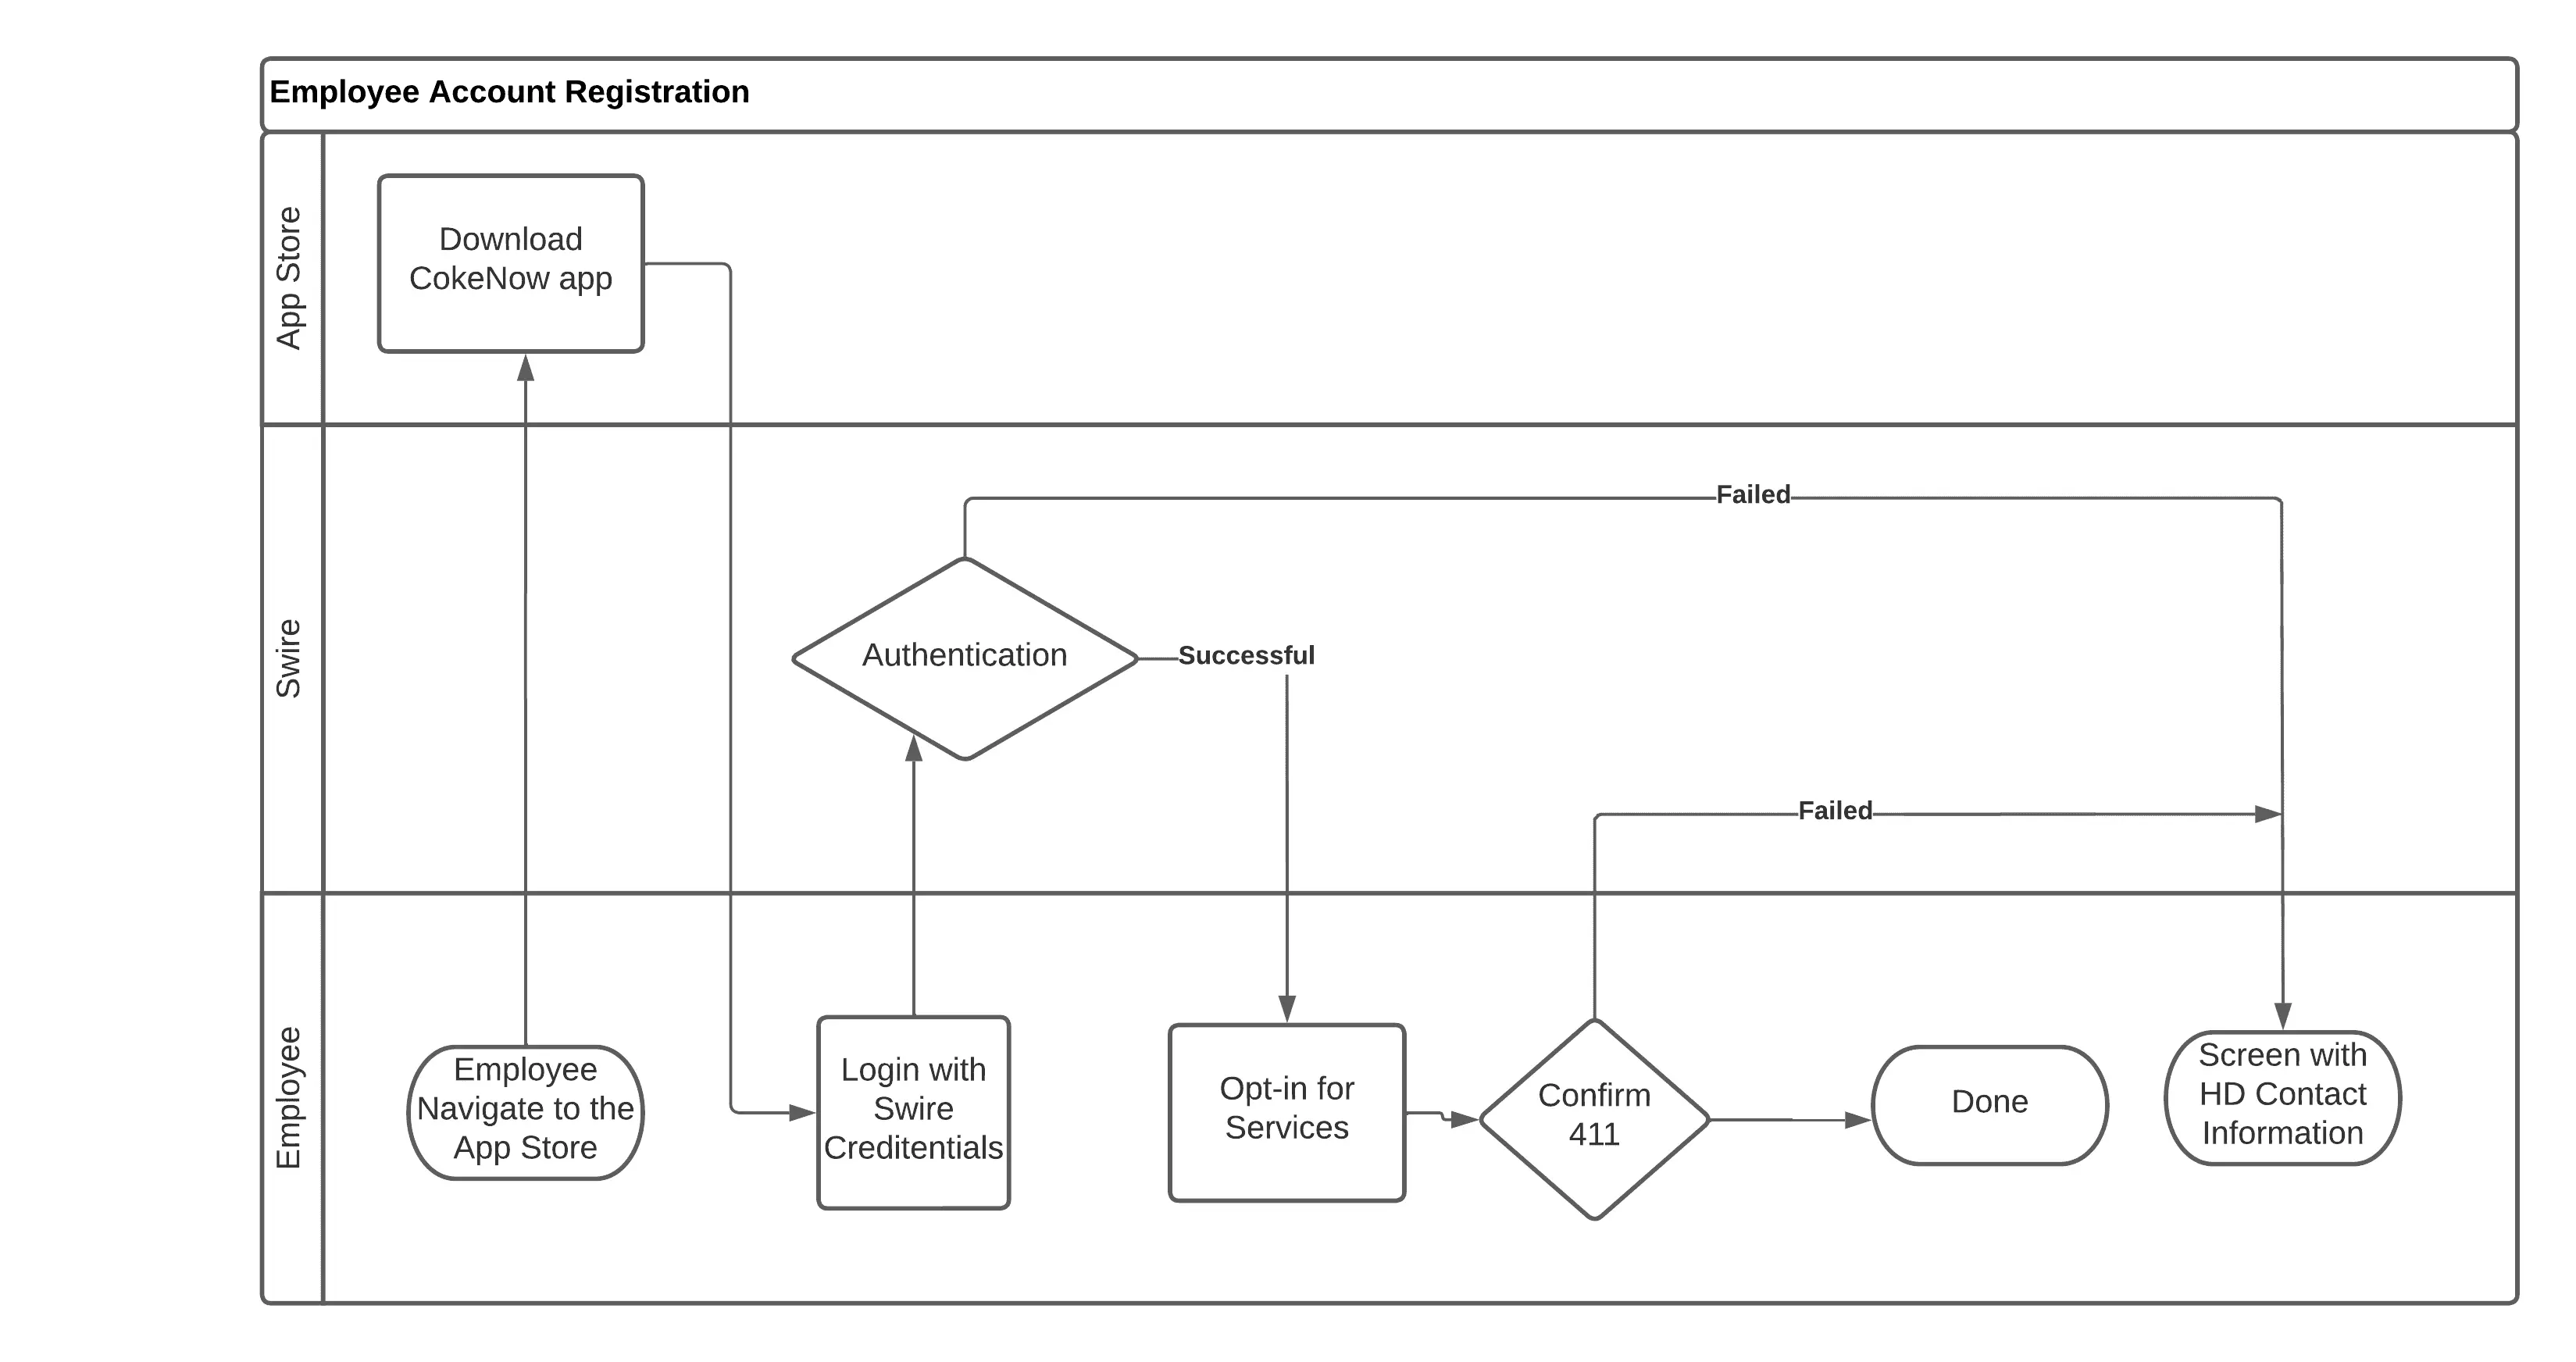 Employee Account Registration
App Store
Download
CokeNow app
Swire
Failed
Authentication
Successful
Failed
Employee
Employee
Navigate to the
App Store
Login with
Swire
Creditentials
Opt-in for
Services
Confirm
411
Done
Screen with
HD Contact
Information